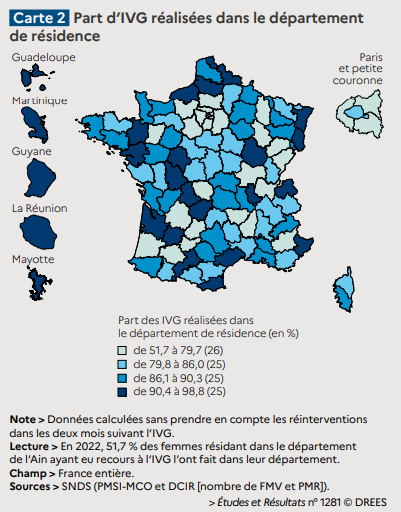 Carte 2 Part d’IVG réalisées dans le département
de résidence
Guadeloupe
Martinique
Guyane
La Réunion
Mayotte
Paris
et petite
couronne
Part des IVG réalisées dans
le département de résidence (en %)
de 51,7 à 79,7 (26)
de 79,8 à 86,0 (25)
de 86,1 à 90,3 (25)
de 90,4 à 98,8 (25)
Note > Données calculées sans prendre en compte les réinterventions
dans les deux mois suivant l’IVG.
Lecture > En 2022, 51,7 % des femmes résidant dans le département
de l’Ain ayant eu recours à l’IVG l’ont fait dans leur département.
Champ > France entière.
Sources > SNDS (PMSI-MCO et DCIR [nombre de FMV et PMR]).
> Études et Résultats n° 1281 © DREES